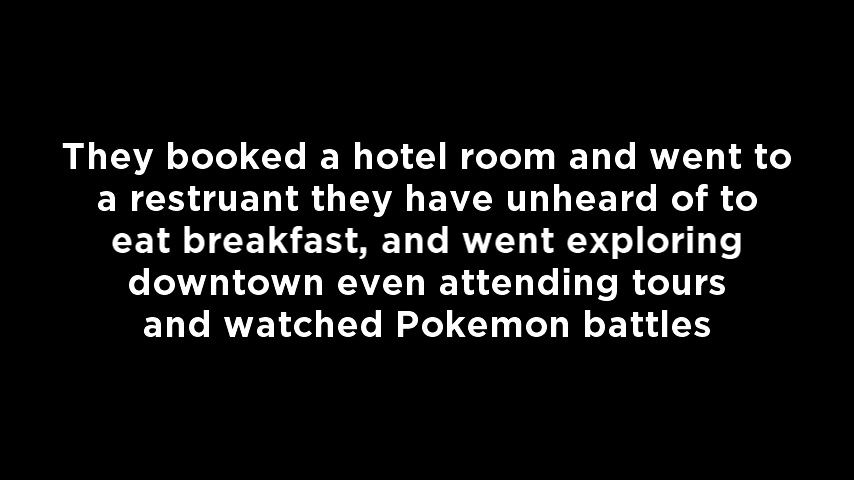 They booked a hotel room and went to
a restruant they have unheard of to
eat breakfast, and went exploring
downtown even attending tours
and watched Pokemon battles